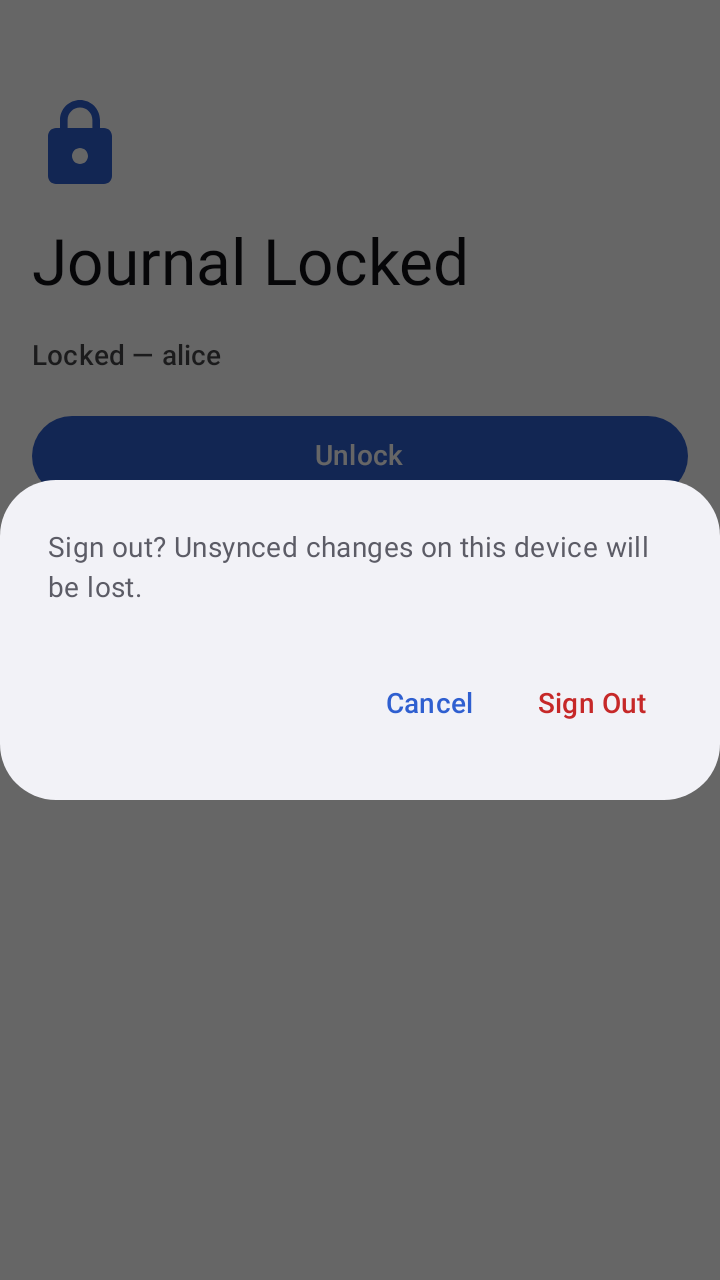 Journal Locked
Locked — alice
Unlock
Sign out? Unsynced changes on this device will
be lost.
Cancel Sign Out